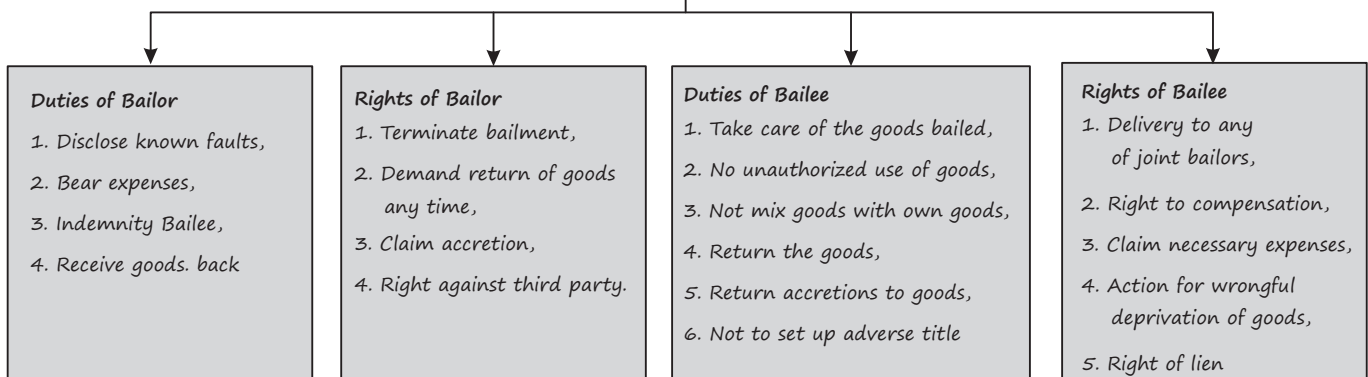 Duties of Bailor
1. Disclose known faults,
2. Bear expenses,
3. Indemnity Bailee,
4. Receive goods. back
Rights of Bailor
1. Terminate bailment,
2. Demand return of goods
any time,
3. Claim accretion,
4. Right against third party.
Duties of Bailee
1. Take care of the goods bailed,
2. No unauthorized use of goods,
3. Not mix goods with own goods,
4. Return the goods,
5. Return accretions to goods,
6. Not to set up adverse title
Rights of Bailee
1. Delivery to any
of joint bailors,
2. Right to compensation,
3. Claim necessary expenses,
4. Action for wrongful
deprivation of goods,
5. Right of lien